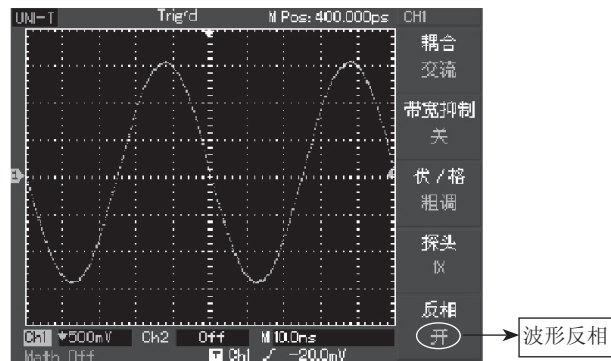 UNI-T Trig'd M Pos: 400.000ps CH1
耦合
交流
带宽抑制
关
伏/格
粗调
探头
1X
反相
开
波形反相
1
Ch1 500mV Ch2 Off M 10.0ns
Math Off T Ch1 -20.0mV